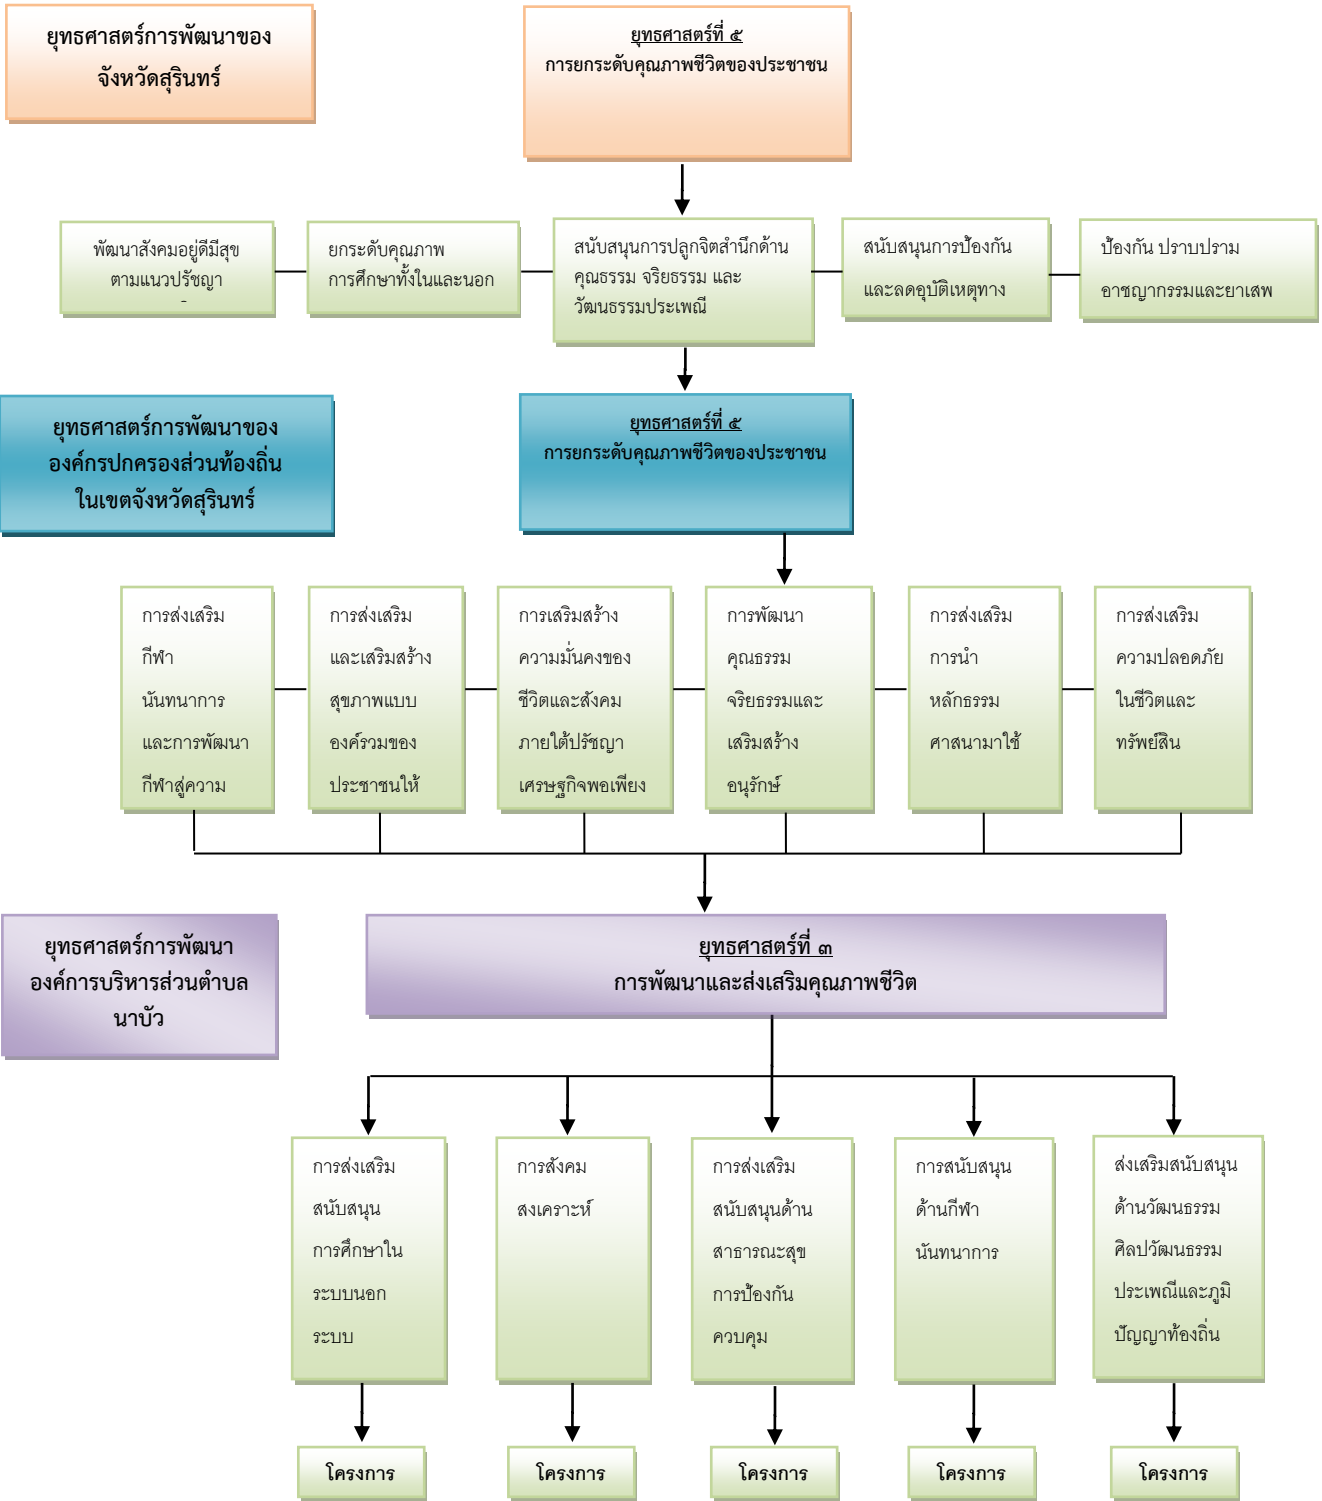 ยุทธศาสตร์การพัฒนาของ
จังหวัดสุรินทร์
ยุทธศาสตร์ที่ ๕
การยกระดับคุณภาพชีวิตของประชาชน
พัฒนาสังคมอยู่ดีมีสุข
ตามแนวปรัชญา
ยกระดับคุณภาพ
การศึกษาทั้งในและนอก
สนับสนุนการปลูกจิตสำนึกด้าน
คุณธรรม จริยธรรม และ
วัฒนธรรมประเพณี
สนับสนุนการป้องกัน
และลดอุบัติเหตุทาง
ป้องกัน ปราบปราม
อาชญากรรมและยาเสพ
ยุทธศาสตร์การพัฒนาของ
องค์กรปกครองส่วนท้องถิ่น
ในเขตจังหวัดสุรินทร์
ยุทธศาสตร์ที่ ๕
การยกระดับคุณภาพชีวิตของประชาชน
การส่งเสริม
กีฬา
นันทนาการ
และการพัฒนา
กีฬาสู่ความ
การส่งเสริม
และเสริมสร้าง
สุขภาพแบบ
องค์รวมของ
ประชาชนให้
การเสริมสร้าง
ความมั่นคงของ
ชีวิตและสังคม
ภายใต้ปรัชญา
เศรษฐกิจพอเพียง
การพัฒนา
คุณธรรม
จริยธรรมและ
เสริมสร้าง
อนุรักษ์
การส่งเสริม
การนำ
หลักธรรม
ศาสนามาใช้
การส่งเสริม
ความปลอดภัย
ในชีวิตและ
ทรัพย์สิน
ยุทธศาสตร์การพัฒนา
องค์การบริหารส่วนตำบล
นาบัว
ยุทธศาสตร์ที่ ๓
การพัฒนาและส่งเสริมคุณภาพชีวิต
การส่งเสริม
สนับสนุน
การศึกษาใน
ระบบนอก
ระบบ
การสังคม
สงเคราะห์
การส่งเสริม
สนับสนุนด้าน
สาธารณะสุข
การป้องกัน
ควบคุม
การสนับสนุน
ด้านกีฬา
นันทนาการ
ส่งเสริมสนับสนุน
ด้านวัฒนธรรม
ศิลปวัฒนธรรม
ประเพณีและภูมิ
ปัญญาท้องถิ่น
โครงการ
โครงการ
โครงการ
โครงการ
โครงการ